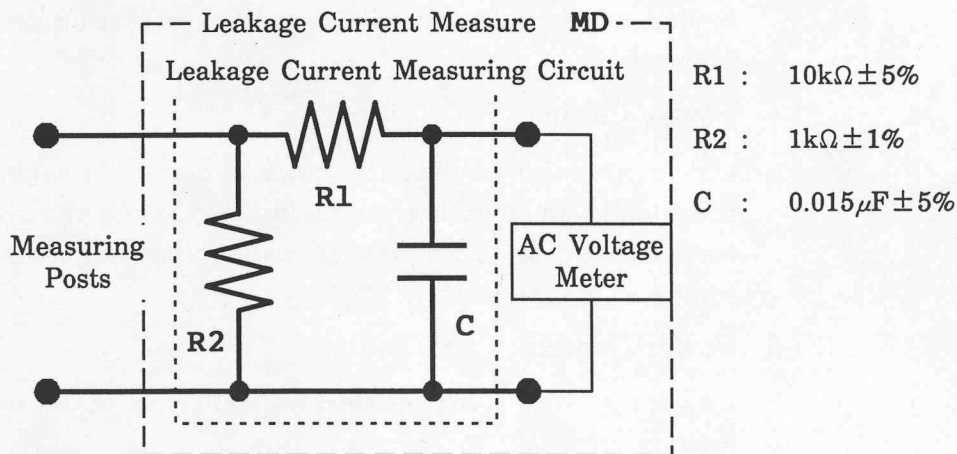 Leakage Current Measure MD
Leakage Current Measuring Circuit
R1
R2
C
Measuring
Posts
AC Voltage
Meter
R1 : 10kΩ±5%
R2 : 1kΩ±1%
C : 0.015μF±5%